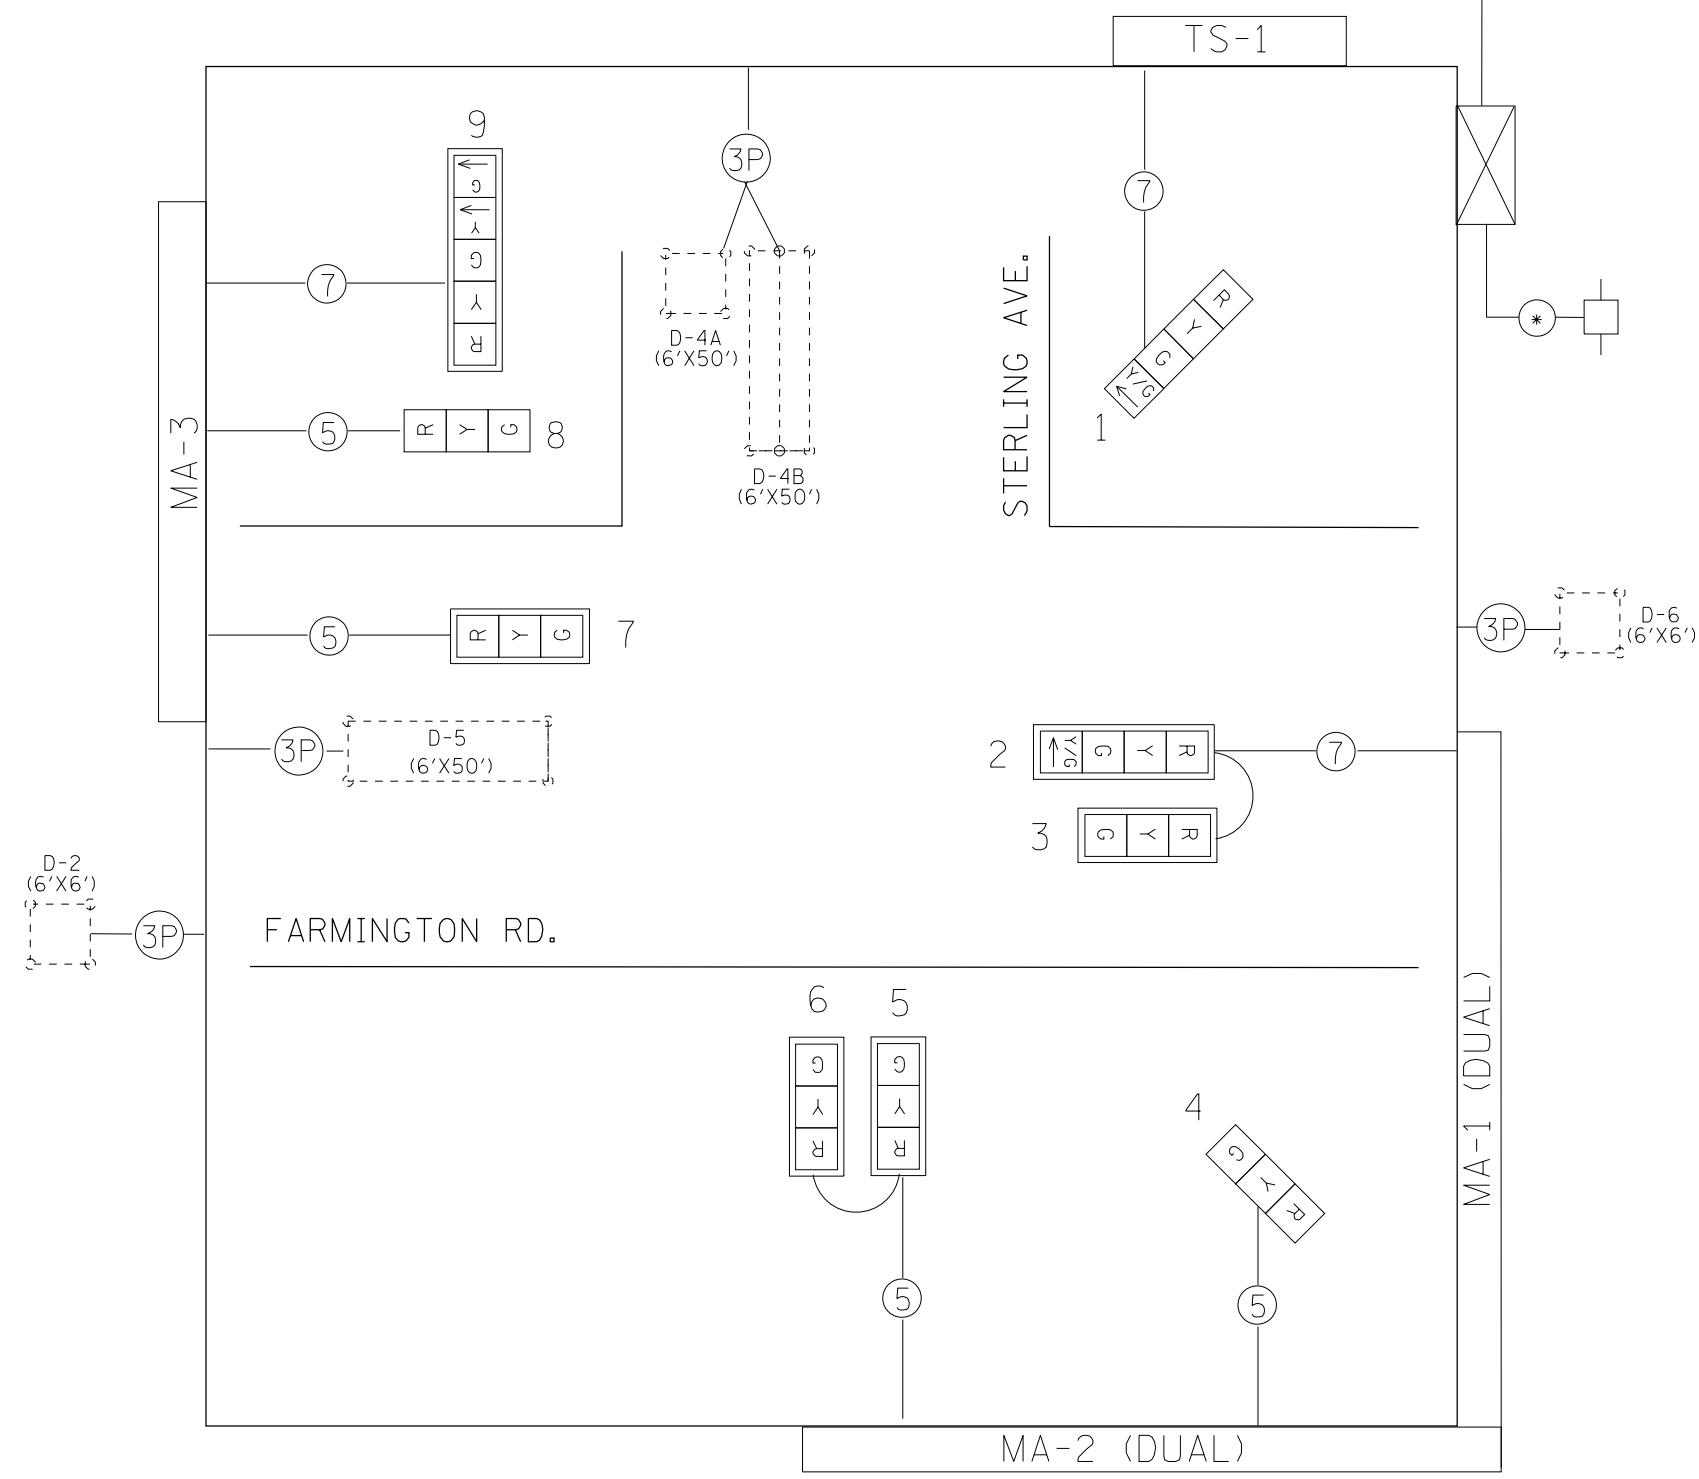 TS-1
9
3P
7
G
Y
G
Y
R
7
D-4A
(6'X50')
STERLING AVE.
R
Y
G
Y/G
1
*
MA-3
5
R Y G
8
D-4B
(6'X50')
5
R Y G
7
3P
D-6
(6'X6')
3P
D-5
(6'X50')
2
Y/G G Y R
7
3
G Y R
D-2
(6'X6')
3P
FARMINGTON RD.
6
5
G
Y
R
G
Y
R
4
G
Y
R
MA-1 (DUAL)
5
5
MA-2 (DUAL)